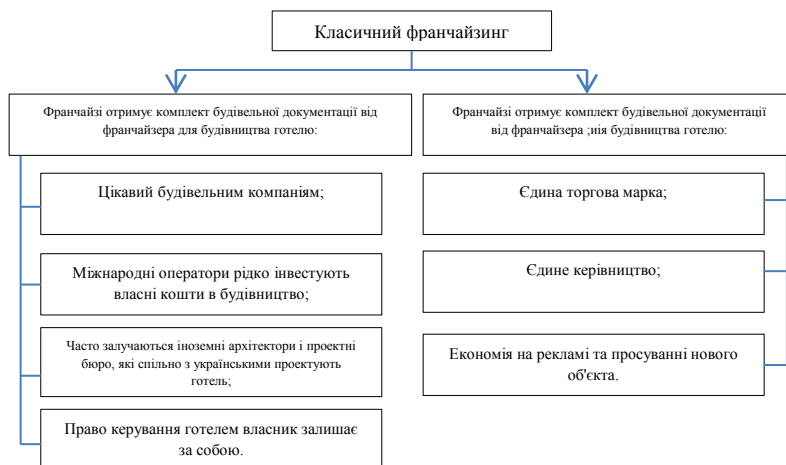 Класичний франчайзинг
Франчайзі отримує комплект будівельної документації від
франчайзера для будівництва готелю:
Цікавий будівельним компаніям;
Міжнародні оператори рідко інвестують
власні кошти в будівництво;
Часто залучаються іноземні архітектори і проектні
бюро, які спільно з українськими проектують
готель;
Право керування готелем власник залишає
за собою.
Франчайзі отримує комплект будівельної документації
від франчайзера ;иія будівництва готелю:
Єдина торгова марка;
Єдине керівництво;
Економія на рекламі та просуванні нового
об'єкта.